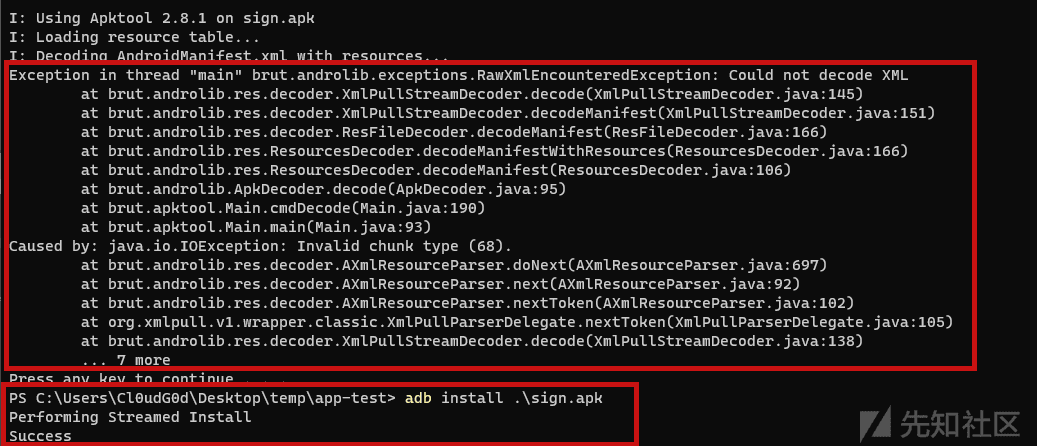 I: Using Apktool 2.8.1 on sign.apk
I: Loading resource table...
I: Decoding AndroidManifest.xml with resources...
Exception in thread "main" brut.androlib.exceptions.RawXmlEncounteredException: Could not decode XML
        at brut.androlib.res.decoder.XmlPullStreamDecoder.decode(XmlPullStreamDecoder.java:145)
        at brut.androlib.res.decoder.XmlPullStreamDecoder.decodeManifest(XmlPullStreamDecoder.java:151)
        at brut.androlib.res.decoder.ResFileDecoder.decodeManifest(ResFileDecoder.java:166)
        at brut.androlib.res.ResourcesDecoder.decodeManifestWithResources(ResourcesDecoder.java:166)
        at brut.androlib.res.ResourcesDecoder.decodeManifest(ResourcesDecoder.java:106)
        at brut.androlib.ApkDecoder.decode(ApkDecoder.java:95)
        at brut.apktool.Main.cmdDecode(Main.java:190)
        at brut.apktool.Main.main(Main.java:93)
Caused by: java.io.IOException: Invalid chunk type (68).
        at brut.androlib.res.decoder.AXmlResourceParser.doNext(AXmlResourceParser.java:697)
        at brut.androlib.res.decoder.AXmlResourceParser.next(AXmlResourceParser.java:92)
        at brut.androlib.res.decoder.AXmlResourceParser.nextToken(AXmlResourceParser.java:102)
        at org.xmlpull.v1.wrapper.classic.XmlPullParserDelegate.nextToken(XmlPullParserDelegate.java:105)
        at brut.androlib.res.decoder.XmlPullStreamDecoder.decode(XmlPullStreamDecoder.java:138)
        ... 7 more
Press any key to continue . . .
PS C:\Users\Cl0udG0d\Desktop\temp\app-test> adb install .\sign.apk
Performing Streamed Install
Success
先知社区